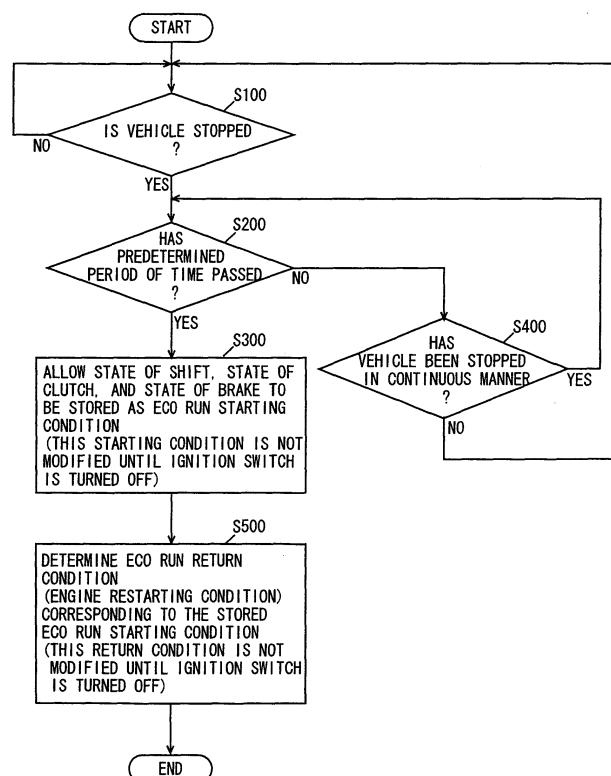 START
S100
IS VEHICLE STOPPED
?
NO
YES
S200
HAS
PREDETERMINED
PERIOD OF TIME PASSED
?
NO
YES
S300
ALLOW STATE OF SHIFT, STATE OF
CLUTCH, AND STATE OF BRAKE TO
BE STORED AS ECO RUN STARTING
CONDITION
(THIS STARTING CONDITION IS NOT
MODIFIED UNTIL IGNITION SWITCH
IS TURNED OFF)
S400
HAS
VEHICLE BEEN STOPPED
IN CONTINUOUS MANNER
?
YES
NO
S500
DETERMINE ECO RUN RETURN
CONDITION
(ENGINE RESTARTING CONDITION)
CORRESPONDING TO THE STORED
ECO RUN STARTING CONDITION
(THIS RETURN CONDITION IS NOT
MODIFIED UNTIL IGNITION SWITCH
IS TURNED OFF)
END